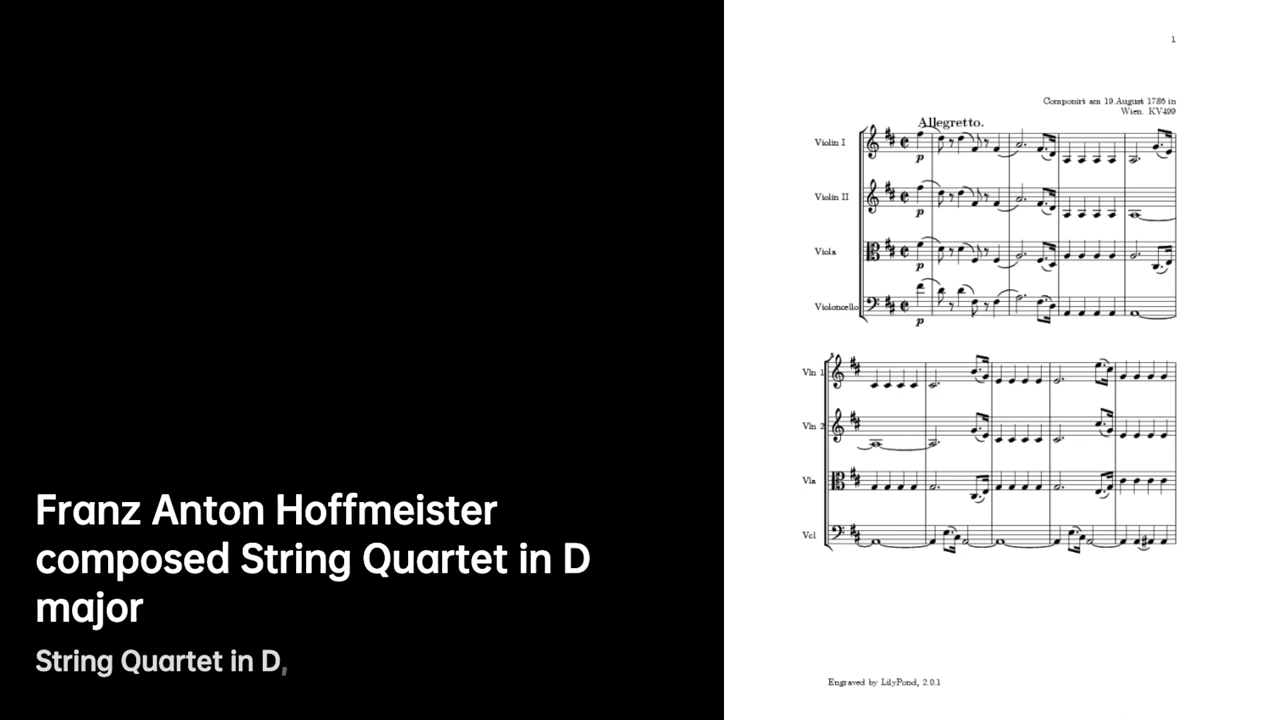 Franz Anton Hoffmeister
composed String Quartet in D
major
String Quartet in D,
1
Componirt am 19.August 1786 in
Wien. KV499
Allegretto.
Violin I
p
Violin II
p
Viola
p
Violoncello
p
5
Vln 1
Vln 2
Vla
Vcl
Engraved by LilyPond, 2.0.1